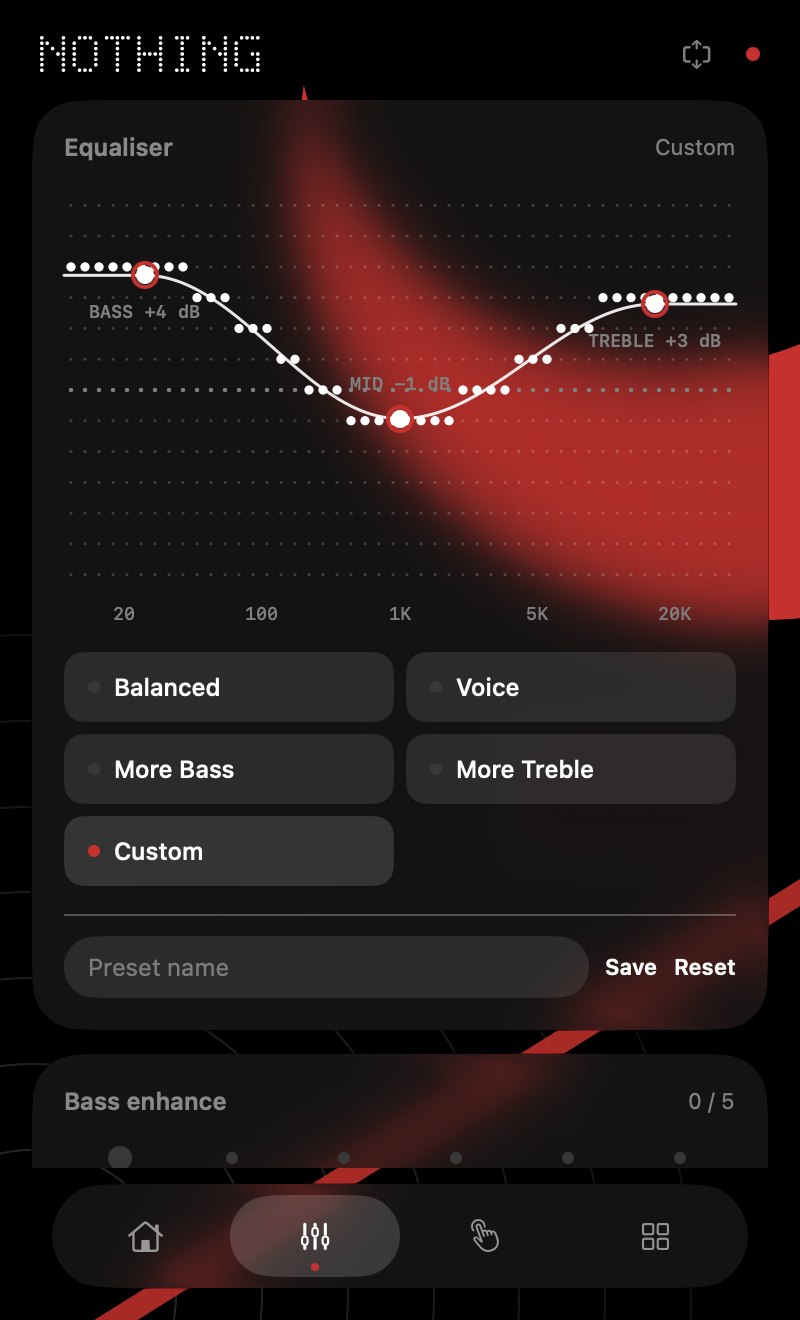 NOTHING
Equaliser
Custom
BASS +4 dB
TREBLE +3 dB
MID −1 dB
20 100 1K 5K 20K
Balanced
Voice
More Bass
More Treble
Custom
Preset name
Save
Reset
Bass enhance
0 / 5